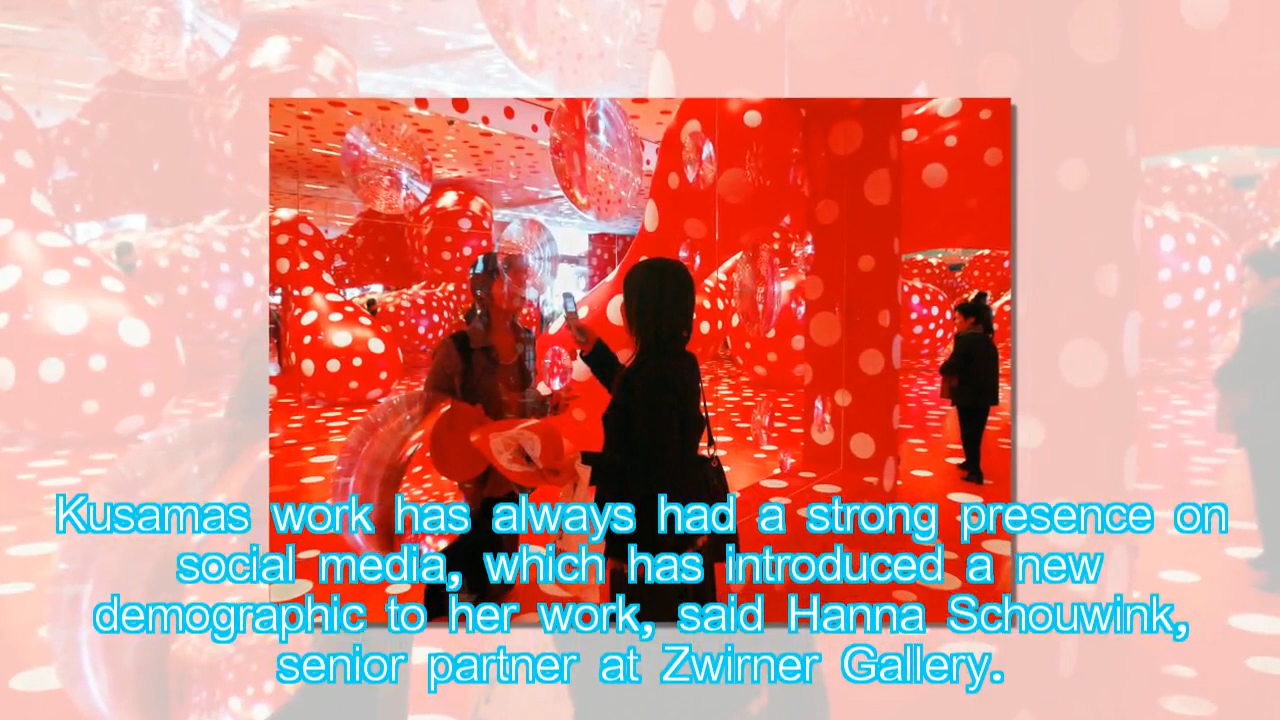 Kusamas work has always had a strong presence on
social media, which has introduced a new
demographic to her work, said Hanna Schouwink,
senior partner at Zwirner Gallery.